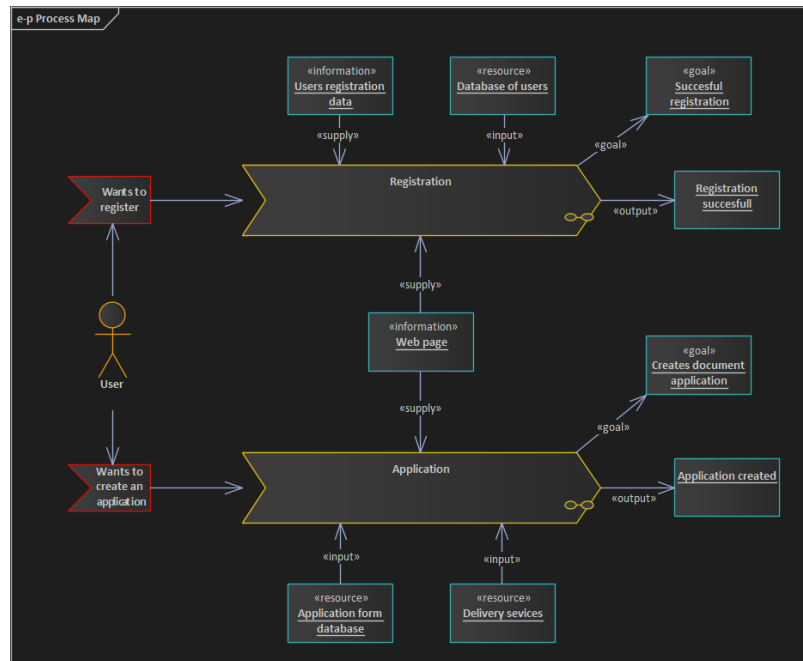 e-p Process Map
«information»
Users registration
data
«resource»
Database of users
«goal»
Succesful
registration
«supply»
«input»
«goal»
Registration
Wants to
register
Registration
succesfull
«output»
«supply»
«information»
Web page
User
«goal»
Creates document
application
«supply»
«goal»
Application
Wants to
create an
application
Application created
«output»
«input»
«input»
«resource»
Application form
database
«resource»
Delivery sevices